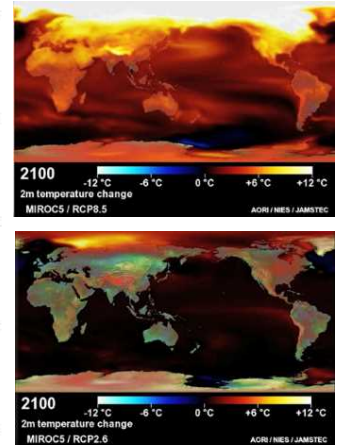 2100
-12 °C -6 °C 0 °C +6 °C +12 °C
2m temperature change
MIROC5 / RCP8.5 AORI / NIES / JAMSTEC
2100
-12 °C -6 °C 0 °C +6 °C +12 °C
2m temperature change
MIROC5 / RCP2.6 AORI / NIES / JAMSTEC